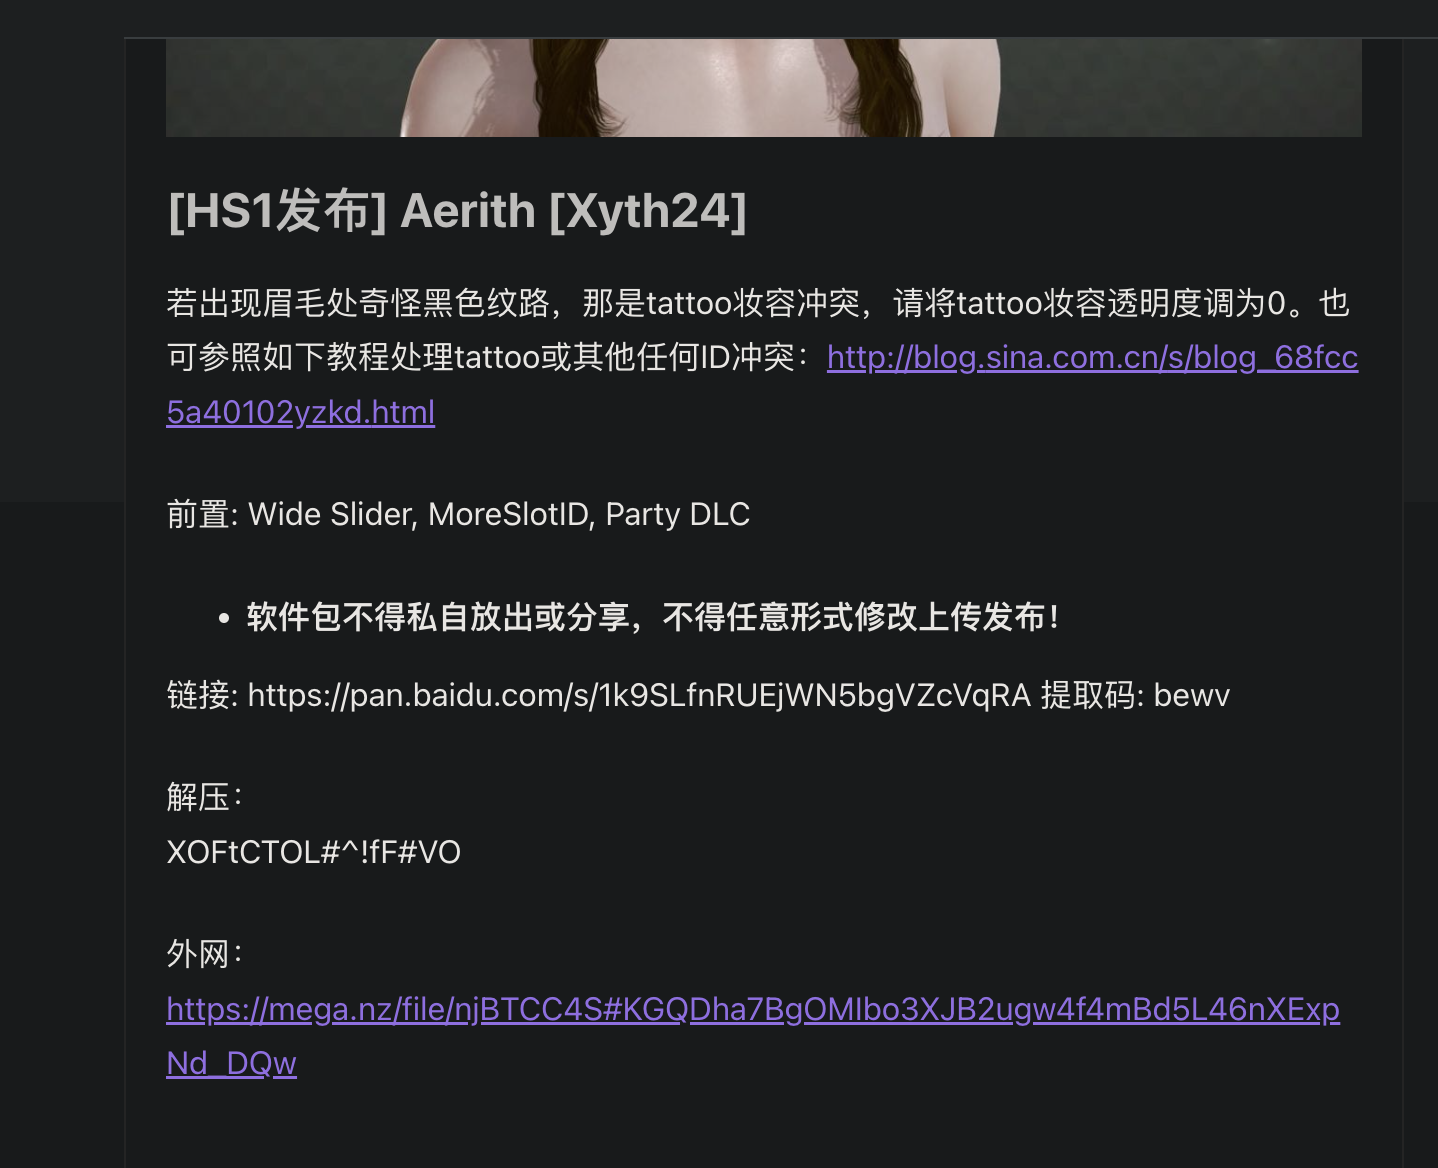 [HS1发布] Aerith [Xyth24]
若出现眉毛处奇怪黑色纹路，那是tattoo妆容冲突，请将tattoo妆容透明度调为0。也
可参照如下教程处理tattoo或其他任何ID冲突：http://blog.sina.com.cn/s/blog_68fcc
5a40102yzkd.html
前置: Wide Slider, MoreSlotID, Party DLC
• 软件包不得私自放出或分享，不得任意形式修改上传发布！
链接: https://pan.baidu.com/s/1k9SLfnRUEjWN5bgVZcVqRA 提取码: bewv
解压：
XOFtCTOL#^!fF#VO
外网：
https://mega.nz/file/njBTCC4S#KGQDha7BgOMIbo3XJB2ugw4f4mBd5L46nXExp
Nd_DQw